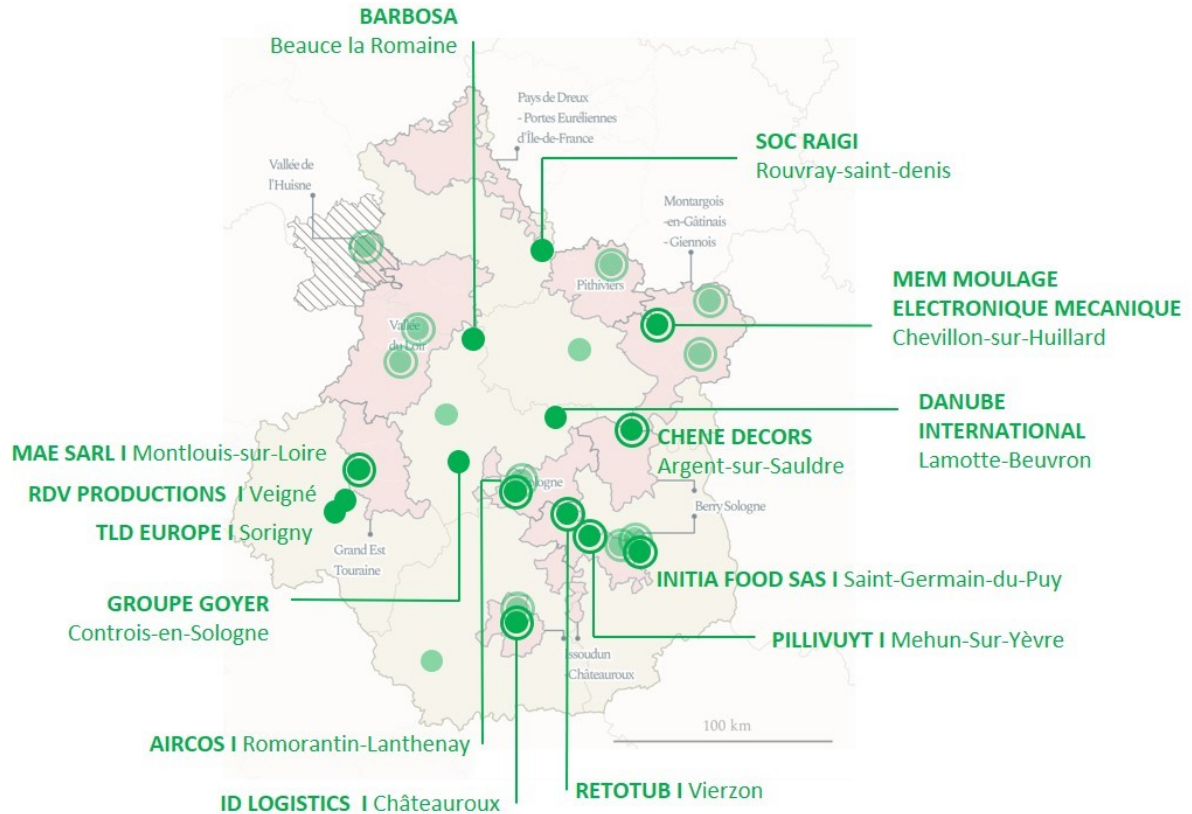 BARBOSA
Beauce la Romaine
Pays de Dreux
- Portes Euréliennes
d'Île-de-France
SOC RAIGI
Rouvray-saint-denis
Vallée de
l'Huisne
Montargois
-en-Gâtinais
- Giennois
Pithiviers
MEM MOULAGE
ELECTRONIQUE MECANIQUE
Chevillon-sur-Huillard
Vallée
du Loir
DANUBE
INTERNATIONAL
Lamotte-Beuvron
CHENE DECORS
Argent-sur-Sauldre
MAE SARL I Montlouis-sur-Loire
RDV PRODUCTIONS I Veigné
TLD EUROPE I Sorigny
Berry Sologne
Grand Est
Touraine
INITIA FOOD SAS I Saint-Germain-du-Puy
GROUPE GOYER
Controis-en-Sologne
PILLIVUYT I Mehun-Sur-Yèvre
Issoudun
-Châteauroux
100 km
AIRCOS I Romorantin-Lanthenay
RETOTUB I Vierzon
ID LOGISTICS I Châteauroux